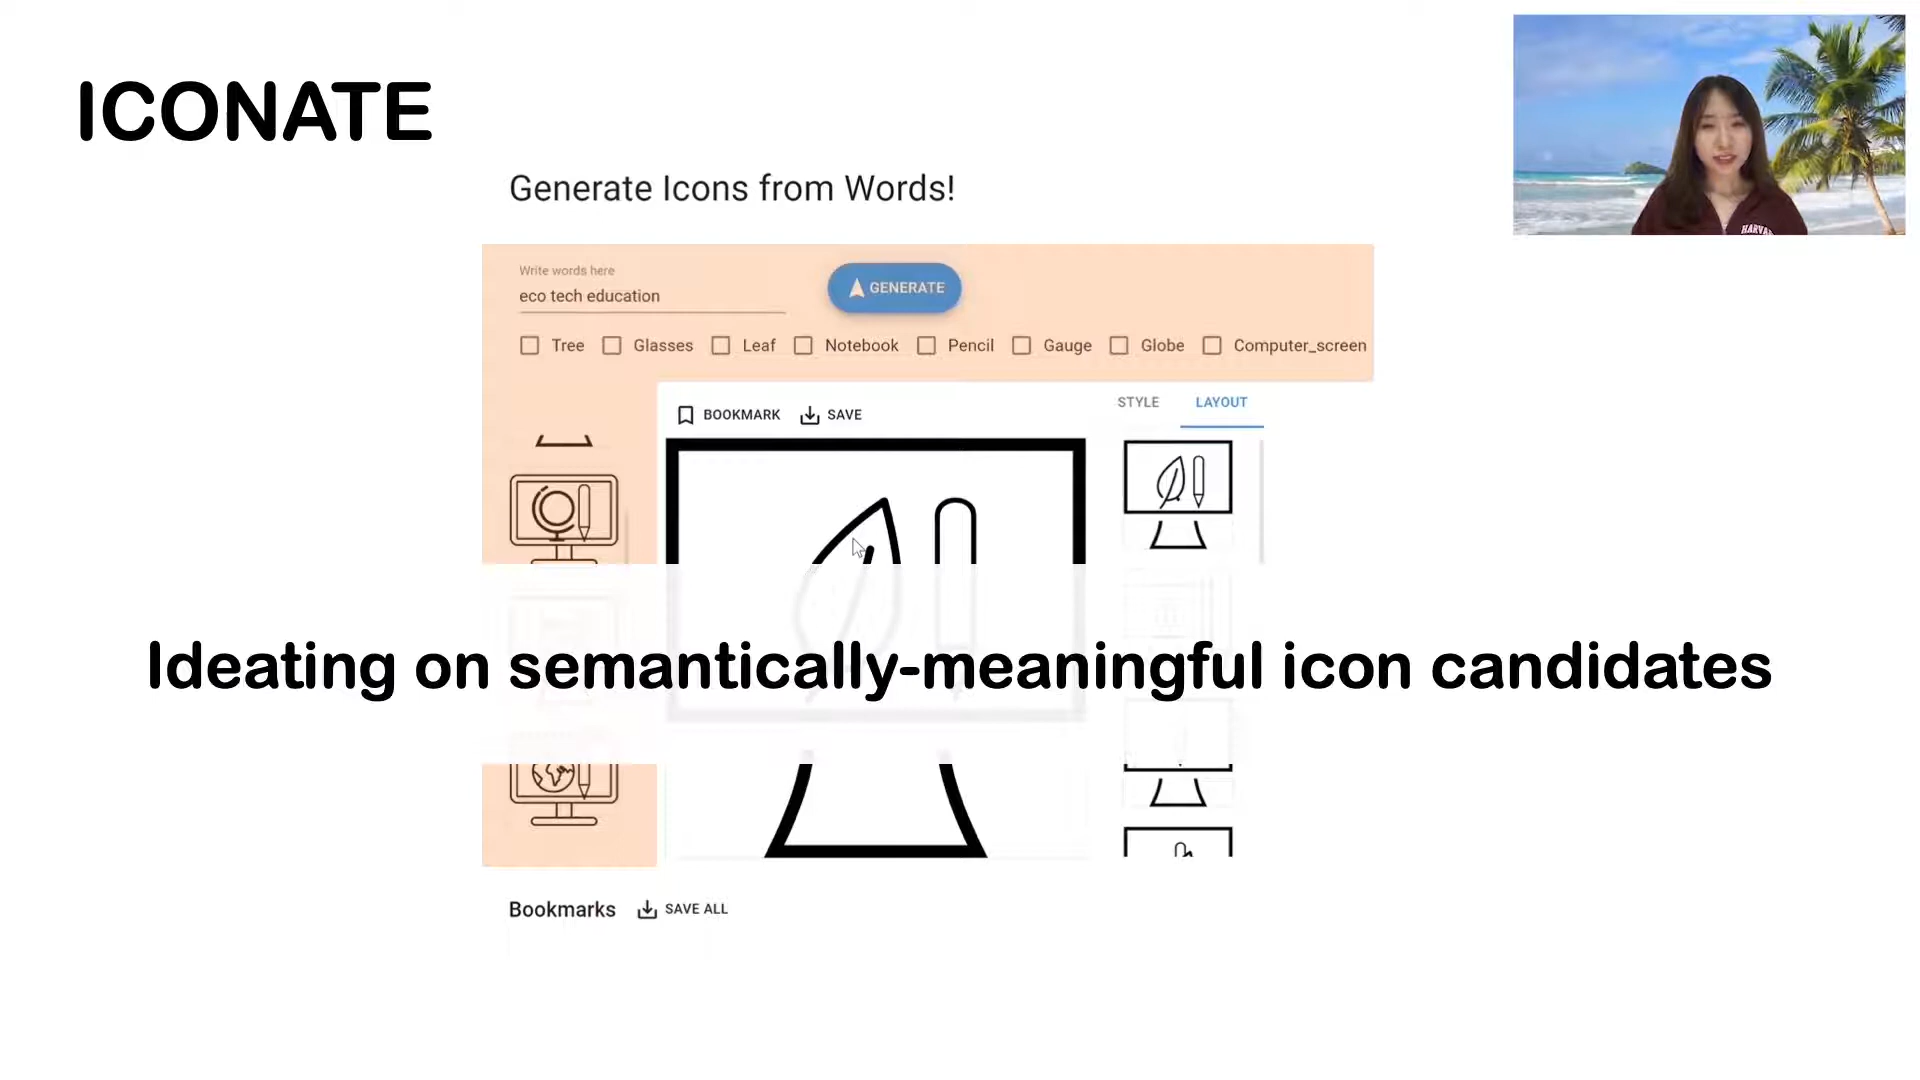 ICONATE
Generate Icons from Words!
Write words here
eco tech education
GENERATE
Tree Glasses Leaf Notebook Pencil Gauge Globe Computer_screen
BOOKMARK SAVE
STYLE LAYOUT
Ideating on semantically-meaningful icon candidates
Bookmarks SAVE ALL